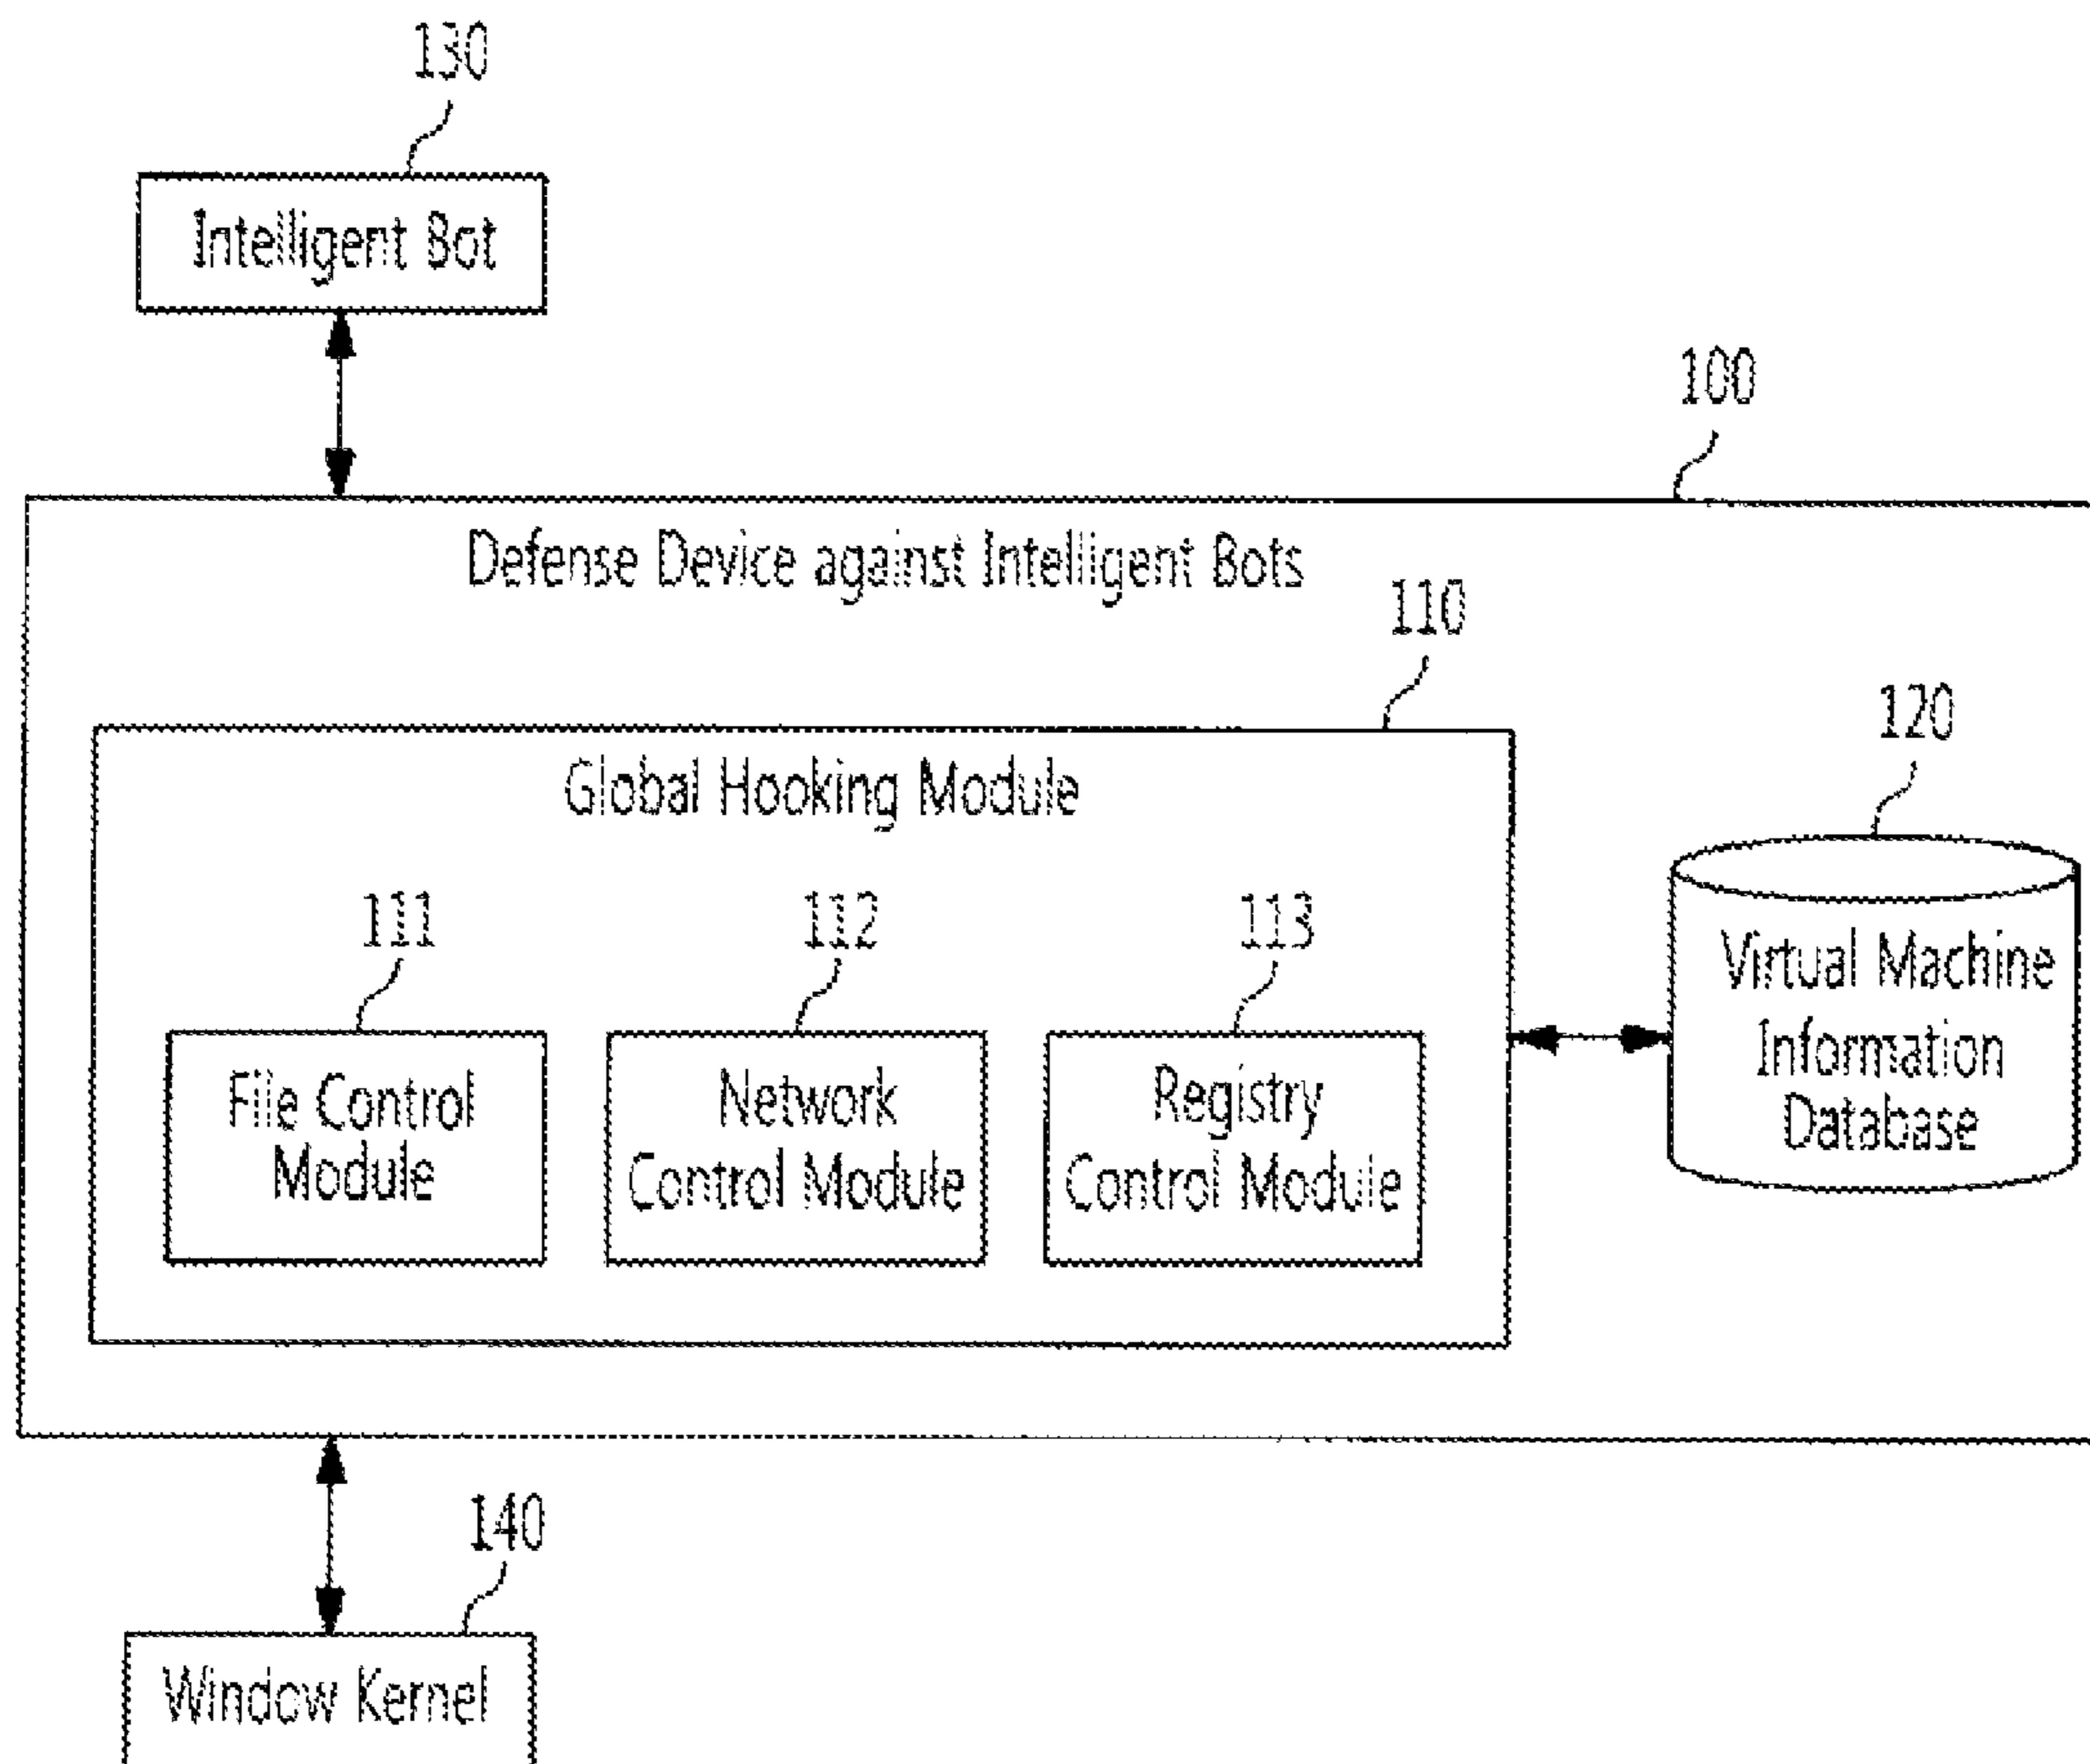 130
Intelligent Bot
100
Defense Device against Intelligent Bots
110
Global Hooking Module
120
111
112
113
File Control
Module
Network
Control Module
Registry
Control Module
Virtual Machine
Information
Database
140
Window Kernel